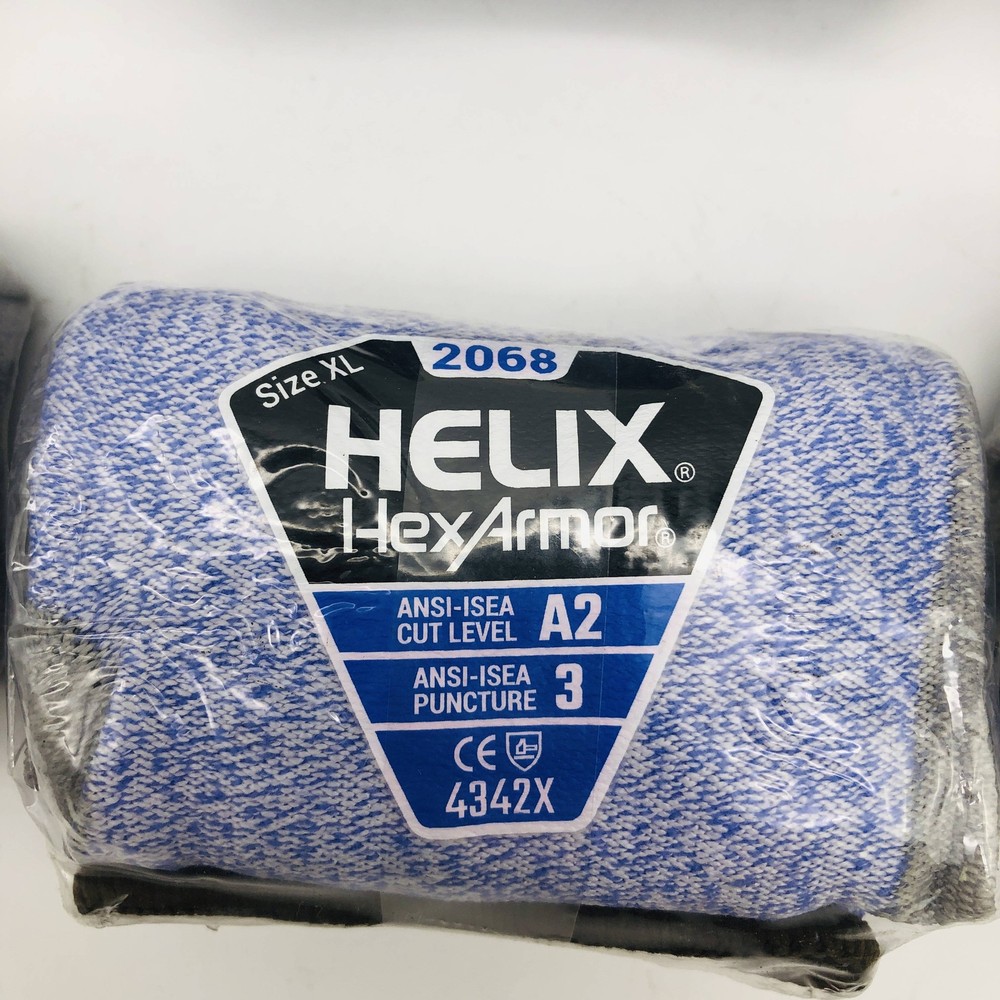 2068
Size XL
HELIX®
HexArmor®
ANSI-ISEA
CUT LEVEL A2
ANSI-ISEA
PUNCTURE 3
CE
4342X